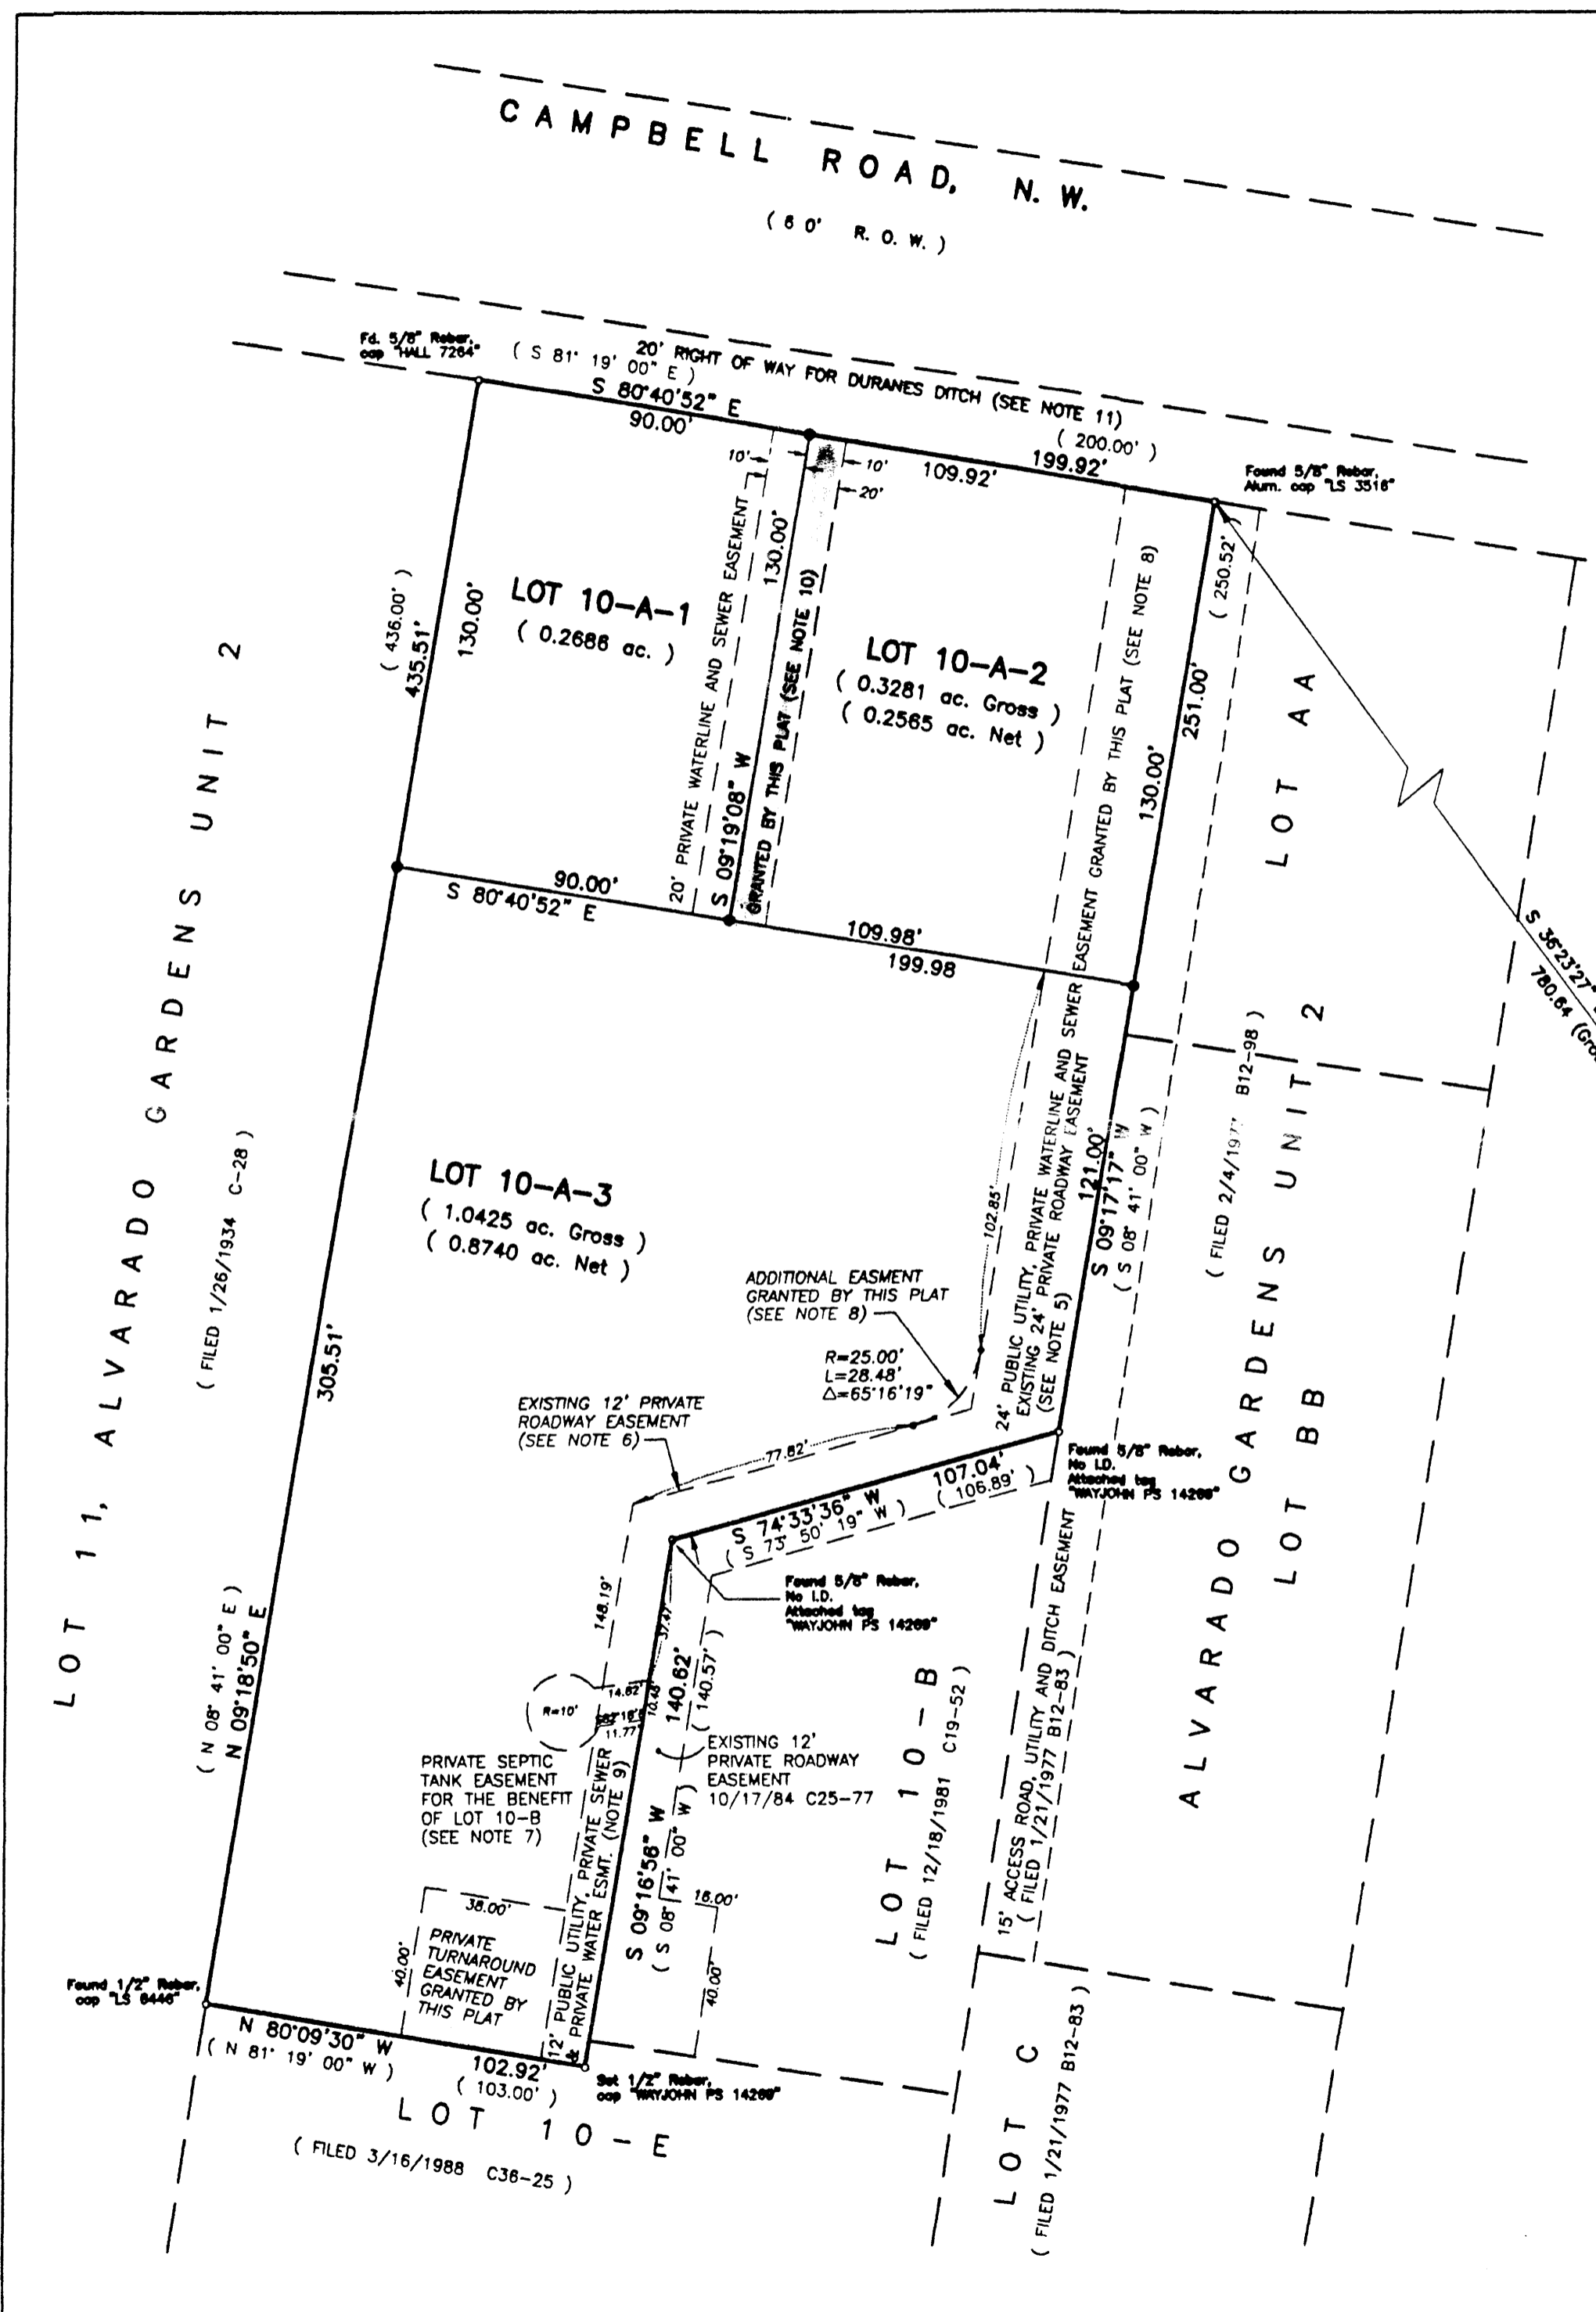 CAMPBELL ROAD, N. W.
( 60' R. O. W. )
Fd. 5/8" Rebar,
cap "HALL 7264"
( S 81° 19' 00" E )
20' RIGHT OF WAY FOR DURANES DITCH (SEE NOTE 11)
S 80°40'52" E
90.00'
( 200.00' )
199.92'
109.92'
10'
10'
20'
Found 5/8" Rebar,
Alum. cap "LS 3516"
( 250.52' )
251.00'
130.00'
S 36°23'27"
780.64
LOT 10-A-1
( 0.2686 ac. )
( 436.00' )
435.51'
130.00'
130.00'
S 09°19'08" W
20' PRIVATE WATERLINE AND SEWER EASEMENT
GRANTED BY THIS PLAT (SEE NOTE 10)
LOT 10-A-2
( 0.3281 ac. Gross )
( 0.2565 ac. Net )
LOT AA
90.00'
S 80°40'52" E
109.98'
199.98
24' PUBLIC UTILITY, PRIVATE WATERLINE AND SEWER EASEMENT GRANTED BY THIS PLAT (SEE NOTE 8)
EXISTING 24' PRIVATE ROADWAY EASEMENT
(SEE NOTE 5)
121.00'
S 09°17'17" W
( S 08° 41' 00" W )
LOT 11, ALVARADO GARDENS UNIT 2
( FILED 1/26/1934 C-28 )
LOT 10-A-3
( 1.0425 ac. Gross )
( 0.8740 ac. Net )
305.51'
102.85'
ADDITIONAL EASMENT
GRANTED BY THIS PLAT
(SEE NOTE 8)
R=25.00'
L=28.48'
Δ=65°16'19"
EXISTING 12' PRIVATE
ROADWAY EASEMENT
(SEE NOTE 6)
77.82'
107.04'
( 106.89' )
S 74°33'36" W
( S 73° 50' 19" W )
Found 5/8" Rebar,
No I.D.
Attached tag
"WAYJOHN PS 14269"
Found 5/8" Rebar,
No I.D.
Attached tag
"WAYJOHN PS 14269"
ALVARADO GARDENS UNIT 2
LOT BB
B12-98 )
148.19'
37.47'
14.62'
10.48'
11.77'
R=10'
140.62'
( 140.57' )
N 09°18'50" E
( N 08° 41' 00" E )
PRIVATE SEPTIC
TANK EASEMENT
FOR THE BENEFIT
OF LOT 10-B
(SEE NOTE 7)
EXISTING 12'
PRIVATE ROADWAY
EASEMENT
10/17/84 C25-77
LOT 10-B
( FILED 12/18/1981 C19-52 )
15' ACCESS ROAD, UTILITY AND DITCH EASEMENT
( FILED 1/21/1977 B12-83 )
S 09°16'56" W
( S 08° 41' 00" W )
12' PUBLIC UTILITY, PRIVATE SEWER
& PRIVATE WATER ESMT. (NOTE 9)
38.00'
16.00'
40.00'
40.00'
PRIVATE
TURNAROUND
EASEMENT
GRANTED BY
THIS PLAT
Found 1/2" Rebar,
cap "LS 6446"
N 80°09'30" W
( N 81° 19' 00" W )
102.92'
( 103.00' )
Set 1/2" Rebar,
cap "WAYJOHN PS 14269"
LOT 10-E
( FILED 3/16/1988 C36-25 )
LOT C
( FILED 1/21/1977 B12-83 )